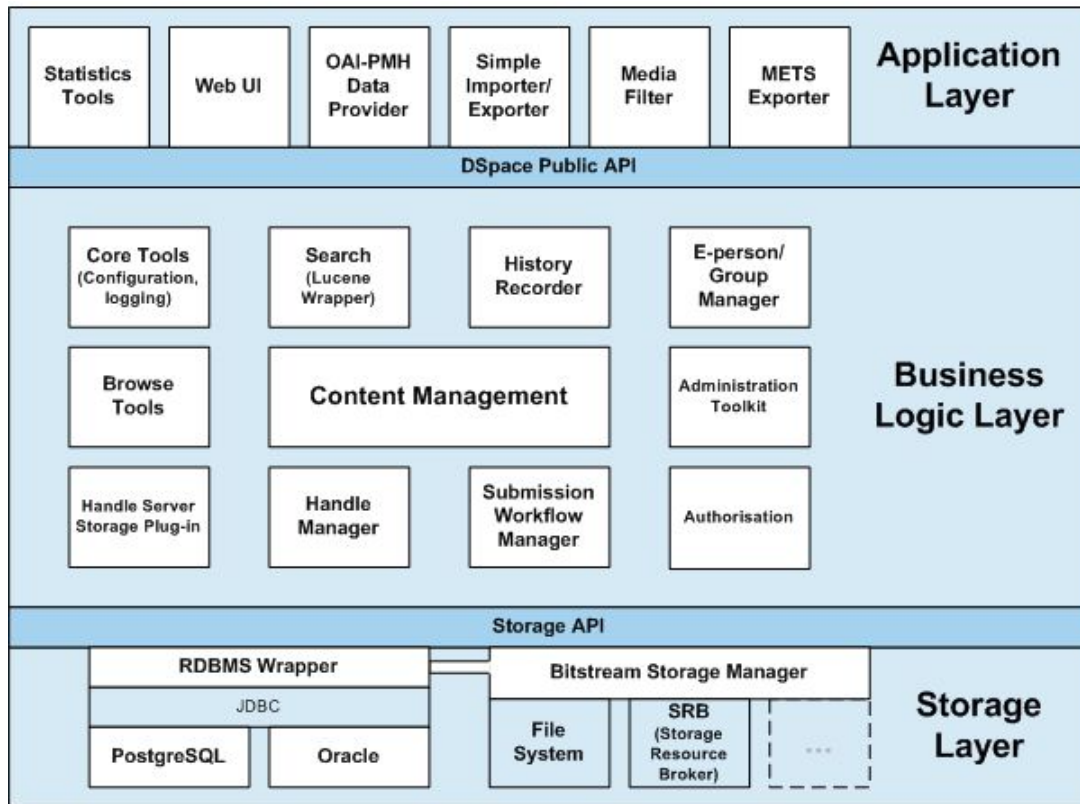 Statistics
Tools
Web UI
OAI-PMH
Data
Provider
Simple
Importer/
Exporter
Media
Filter
METS
Exporter
Application
Layer
DSpace Public API
Core Tools
(Configuration,
logging)
Search
(Lucene
Wrapper)
History
Recorder
E-person/
Group
Manager
Browse
Tools
Content Management
Administration
Toolkit
Business
Logic Layer
Handle Server
Storage Plug-in
Handle
Manager
Submission
Workflow
Manager
Authorisation
Storage API
RDBMS Wrapper
JDBC
PostgreSQL
Oracle
Bitstream Storage Manager
File
System
SRB
(Storage
Resource
Broker)
...
Storage
Layer